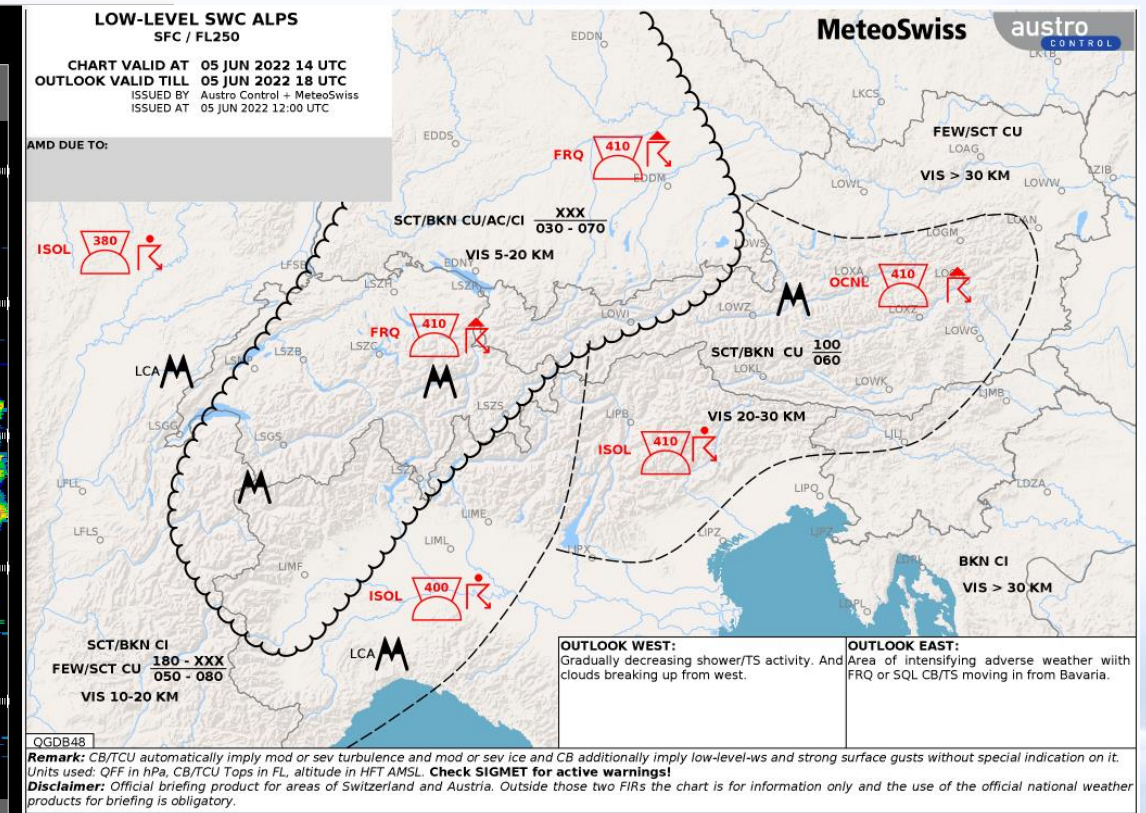 LOW-LEVEL SWC ALPS
SFC / FL250
CHART VALID AT 05 JUN 2022 14 UTC
OUTLOOK VALID TILL 05 JUN 2022 18 UTC
ISSUED BY Austro Control + MeteoSwiss
ISSUED AT 05 JUN 2022 12:00 UTC
AMD DUE TO:
MeteoSwiss
austro
CONTROL
EDDN
LKTB
LKCS
EDDS
FRQ 410
EDDM
FEW/SCT CU
LOAG
VIS > 30 KM
LOWL
LOWW
LZIB
SCT/BKN CU/AC/CI XXX
030 - 070
VIS 5-20 KM
ISOL 380
LFSB
EDNY
LSZH
LSZR
LOWS
LOGM
LOAN
LOXA
OCNL 410
LOXZ
LOWG
LOWI
LOWZ
FRQ 410
LSZB
LSZC
LCA
SCT/BKN CU 100
060
LOKL
LOWK
LJMB
LSGG
LSGS
LSZS
LIPB
VIS 20-30 KM
LJLJ
ISOL 410
LSZA
LFLL
LFLS
LIME
LIML
LIMF
LIPX
LIPQ
LIPZ
LDZA
LDPL
BKN CI
VIS > 30 KM
ISOL 400
LCA
SCT/BKN CI
FEW/SCT CU 180 - XXX
050 - 080
VIS 10-20 KM
OUTLOOK WEST:
Gradually decreasing shower/TS activity. And
clouds breaking up from west.
OUTLOOK EAST:
Area of intensifying adverse weather wiith
FRQ or SQL CB/TS moving in from Bavaria.
QGDB48
Remark: CB/TCU automatically imply mod or sev turbulence and mod or sev ice and CB additionally imply low-level-ws and strong surface gusts without special indication on it.
Units used: QFF in hPa, CB/TCU Tops in FL, altitude in HFT AMSL. Check SIGMET for active warnings!
Disclaimer: Official briefing product for areas of Switzerland and Austria. Outside those two FIRs the chart is for information only and the use of the official national weather
products for briefing is obligatory.